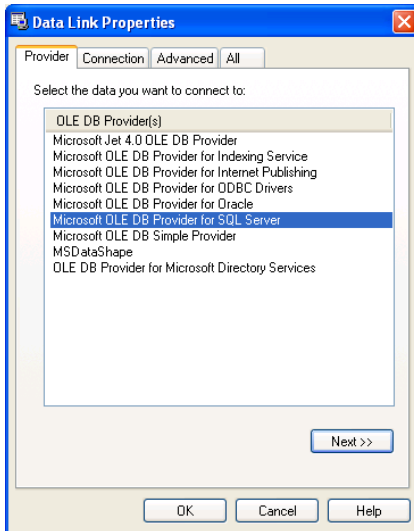 Data Link Properties
Provider Connection Advanced All
Select the data you want to connect to:
OLE DB Provider(s)
Microsoft Jet 4.0 OLE DB Provider
Microsoft OLE DB Provider for Indexing Service
Microsoft OLE DB Provider for Internet Publishing
Microsoft OLE DB Provider for ODBC Drivers
Microsoft OLE DB Provider for Oracle
Microsoft OLE DB Provider for SQL Server
Microsoft OLE DB Simple Provider
MSDataShape
OLE DB Provider for Microsoft Directory Services
Next >>
OK Cancel Help